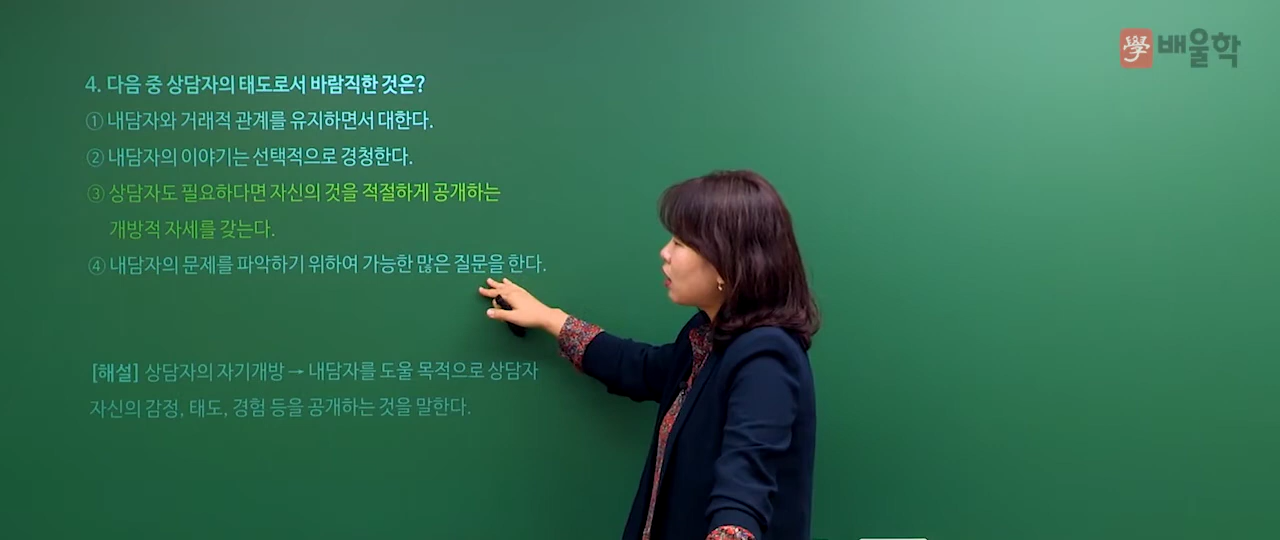 學 배울학
4. 다음 중 상담자의 태도로서 바람직한 것은?
① 내담자와 거래적 관계를 유지하면서 대한다.
② 내담자의 이야기는 선택적으로 경청한다.
③ 상담자도 필요하다면 자신의 것을 적절하게 공개하는
개방적 자세를 갖는다.
④ 내담자의 문제를 파악하기 위하여 가능한 많은 질문을 한다.
[해설] 상담자의 자기개방 → 내담자를 도울 목적으로 상담자
자신의 감정, 태도, 경험 등을 공개하는 것을 말한다.